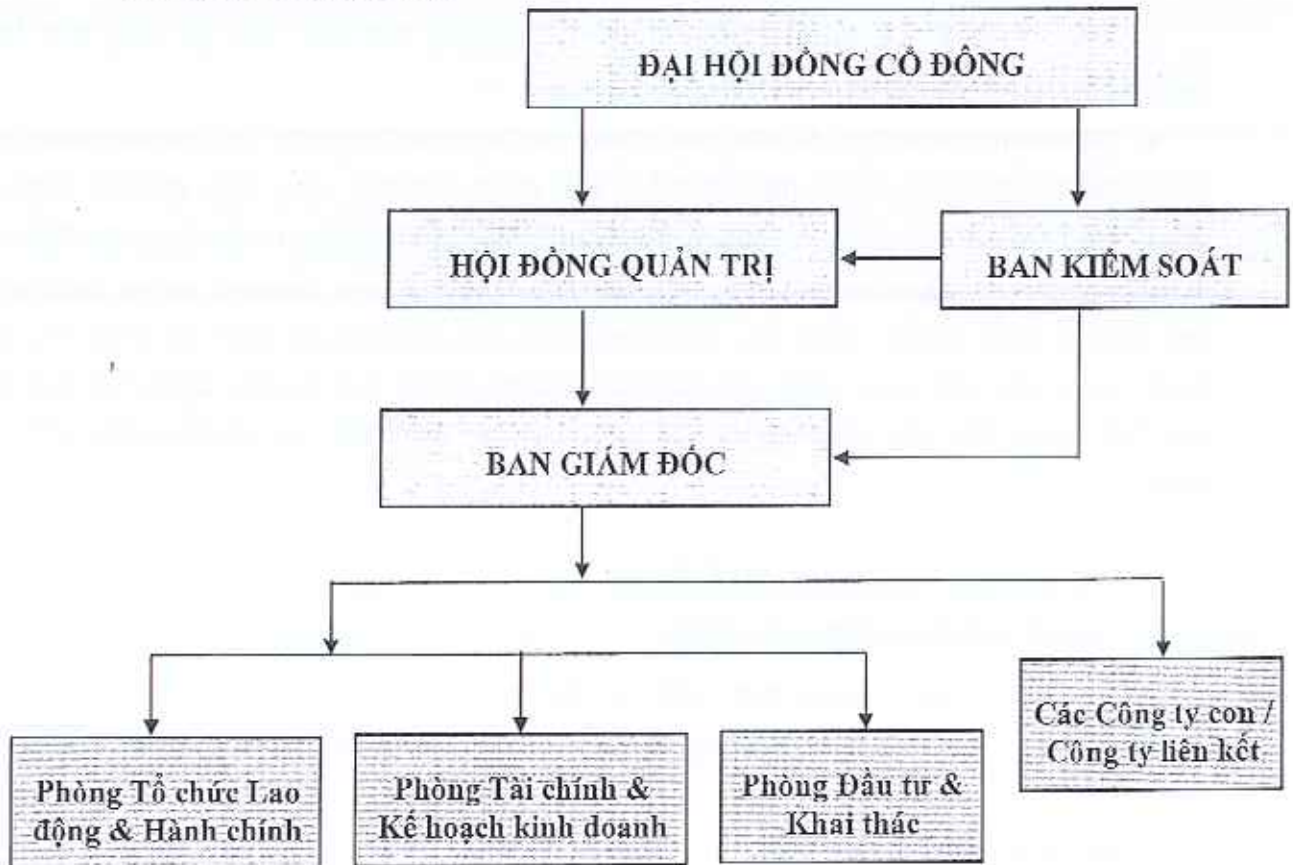 ĐẠI HỘI ĐỒNG CỔ ĐÔNG
HỘI ĐỒNG QUẢN TRỊ
BAN KIỂM SOÁT
BAN GIÁM ĐỐC
Các Công ty con /
Công ty liên kết
Phòng Tổ chức Lao
động & Hành chính
Phòng Tài chính &
Kế hoạch kinh doanh
Phòng Đầu tư &
Khai thác